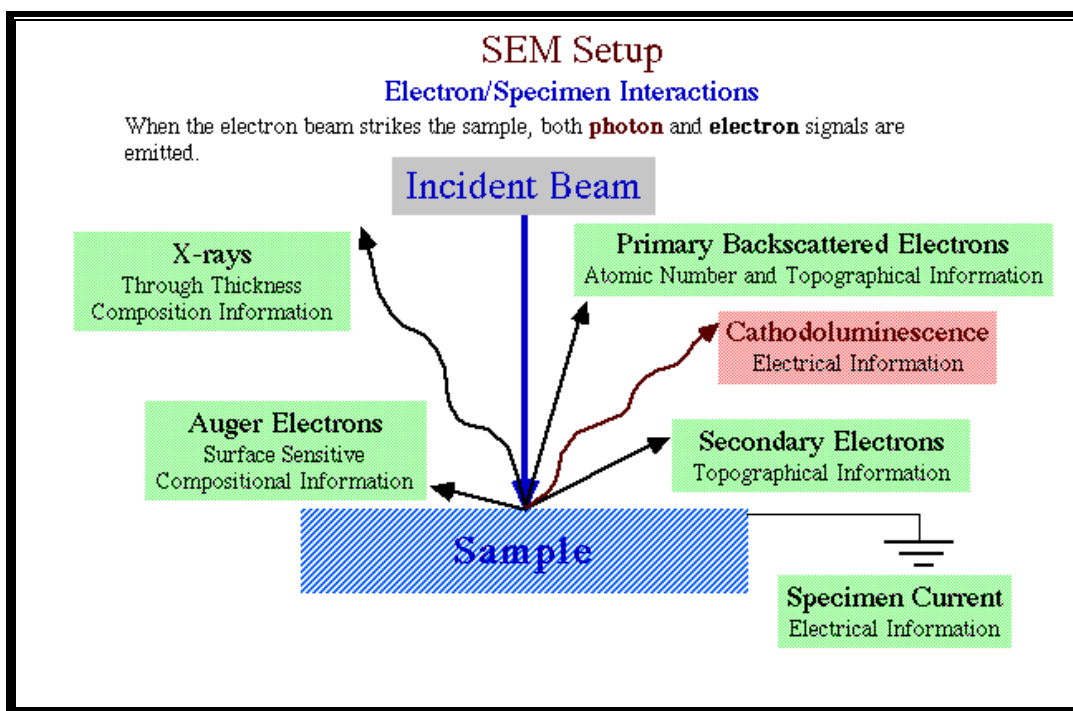 SEM Setup
Electron/Specimen Interactions
When the electron beam strikes the sample, both photon and electron signals are
emitted.
Incident Beam
X-rays
Through Thickness
Composition Information
Primary Backscattered Electrons
Atomic Number and Topographical Information
Cathodoluminescence
Electrical Information
Auger Electrons
Surface Sensitive
Compositional Information
Secondary Electrons
Topographical Information
Sample
Specimen Current
Electrical Information